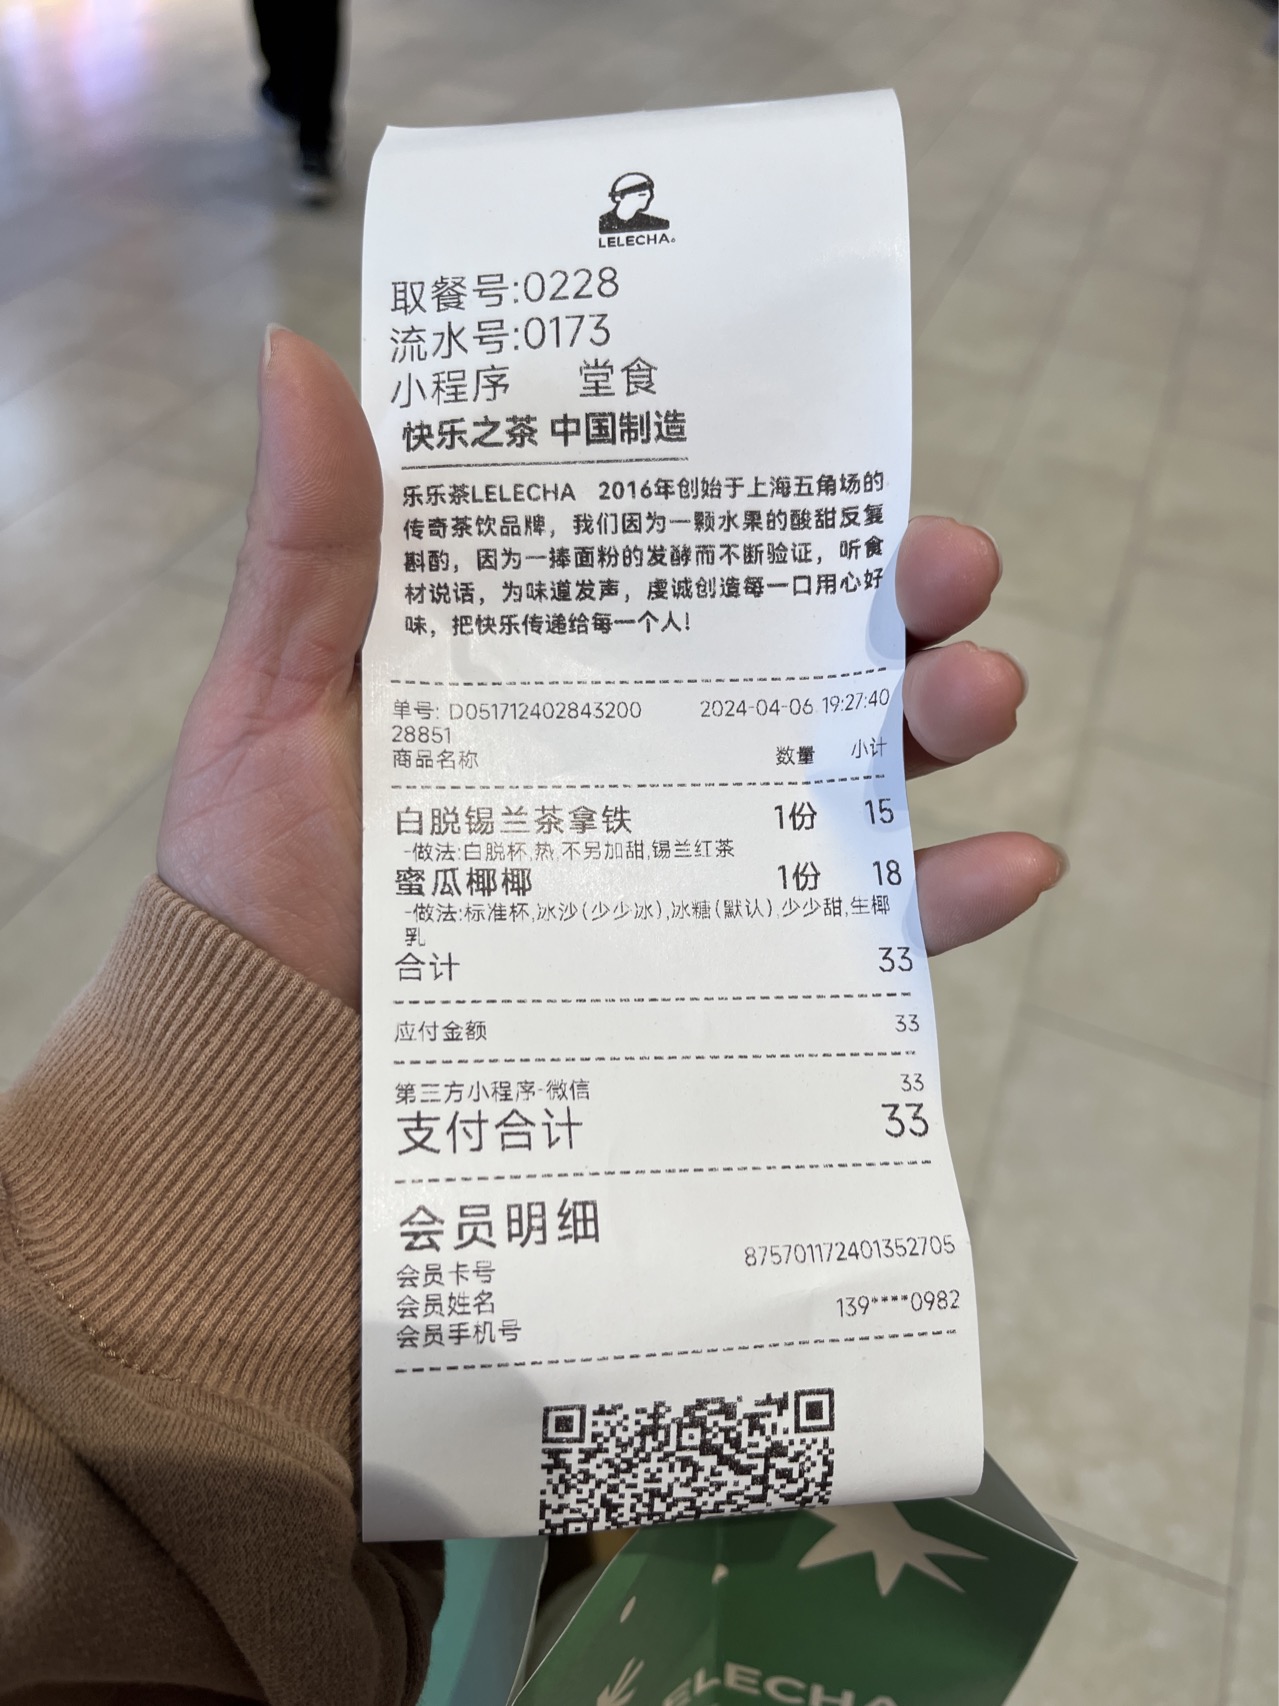 LELECHA
取餐号:0228
流水号:0173
小程序 堂食
快乐之茶 中国制造
乐乐茶LELECHA 2016年创始于上海五角场的
传奇茶饮品牌，我们因为一颗水果的酸甜反复
斟酌，因为一捧面粉的发酵而不断验证，听食
材说话，为味道发声，虔诚创造每一口用心好
味，把快乐传递给每一个人!
单号: D051712402843200 2024-04-06 19:27:40
28851
商品名称 数量 小计
白脱锡兰茶拿铁 1份 15
-做法:白脱杯,热,不另加甜,锡兰红茶
蜜瓜椰椰 1份 18
-做法:标准杯,冰沙(少少冰),冰糖(默认),少少甜,生椰
乳
合计 33
应付金额 33
第三方小程序-微信 33
支付合计 33
会员明细
会员卡号 875701172401352705
会员姓名
会员手机号 139****0982
LELECHA